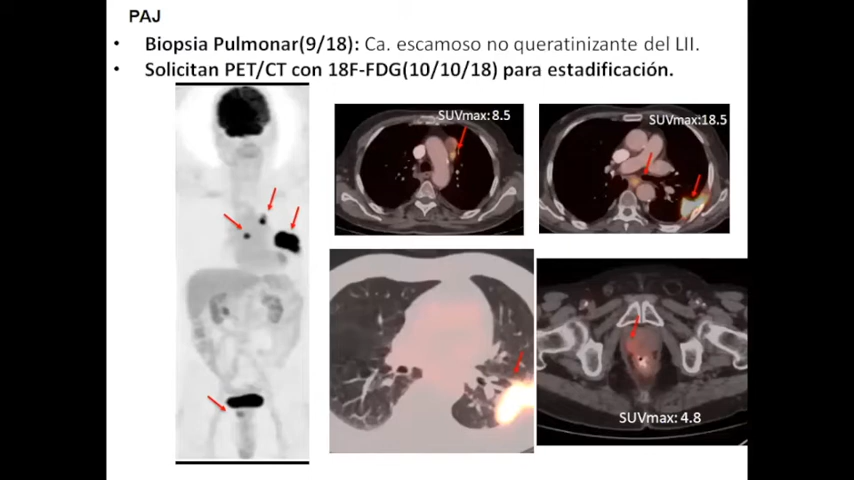 PAJ
• Biopsia Pulmonar(9/18): Ca. escamoso no queratinizante del LII.
• Solicitan PET/CT con 18F-FDG(10/10/18) para estadificación.
SUVmax: 8.5
SUVmax:18.5
SUVmax: 4.8